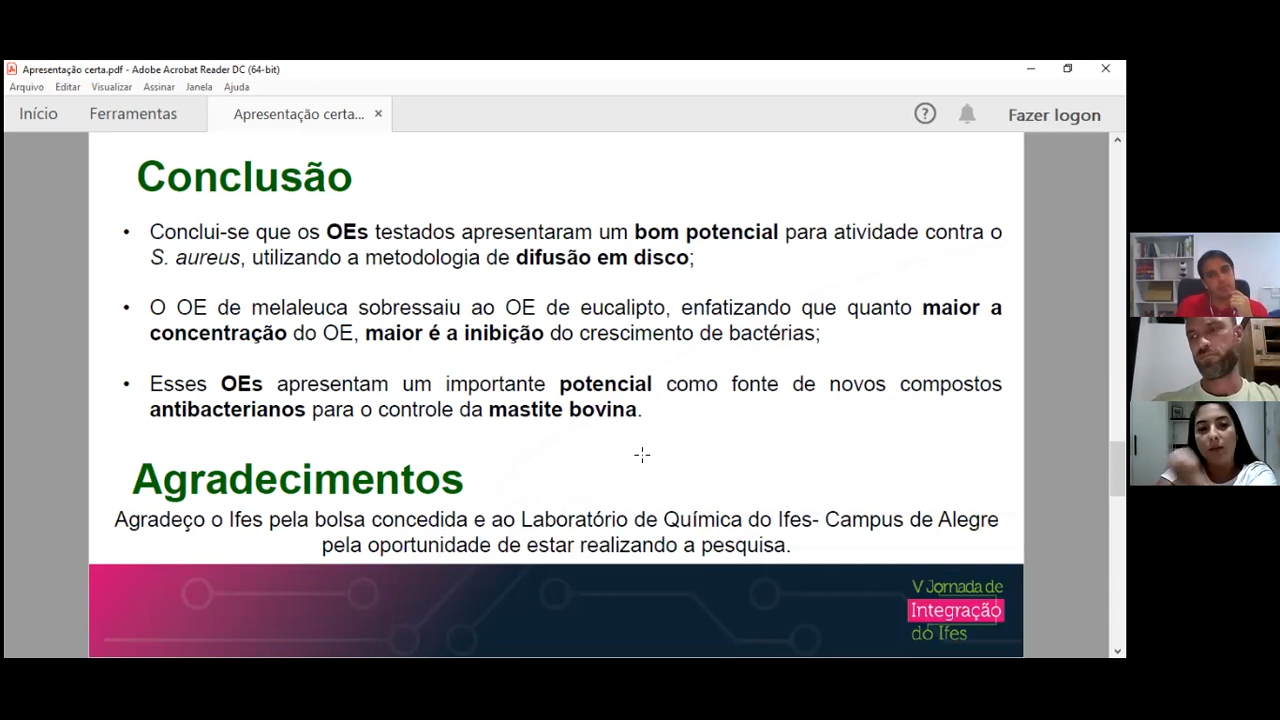 Apresentação certa.pdf - Adobe Acrobat Reader DC (64-bit)
Arquivo Editar Visualizar Assinar Janela Ajuda
Início Ferramentas Apresentação certa... × Fazer logon
Conclusão
• Conclui-se que os OEs testados apresentaram um bom potencial para atividade contra o
S. aureus, utilizando a metodologia de difusão em disco;
• O OE de melaleuca sobressaiu ao OE de eucalipto, enfatizando que quanto maior a
concentração do OE, maior é a inibição do crescimento de bactérias;
• Esses OEs apresentam um importante potencial como fonte de novos compostos
antibacterianos para o controle da mastite bovina.
Agradecimentos
Agradeço o Ifes pela bolsa concedida e ao Laboratório de Química do Ifes- Campus de Alegre
pela oportunidade de estar realizando a pesquisa.
V Jornada de
Integração
do Ifes